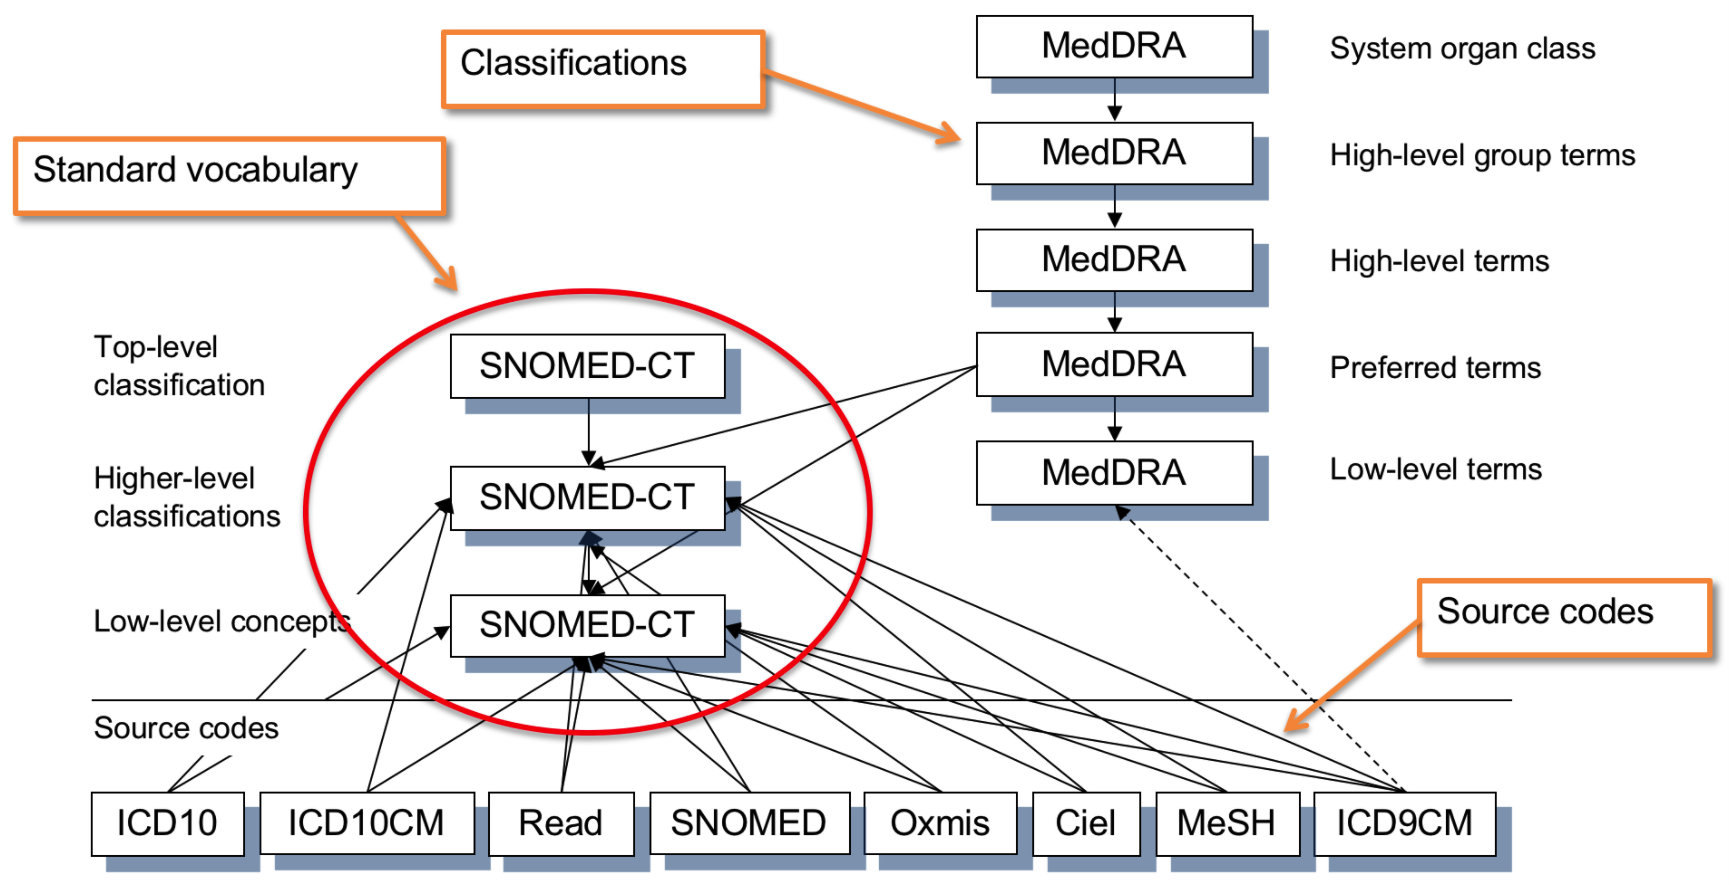 MedDRA
System organ class
Classifications
MedDRA
High-level group terms
Standard vocabulary
MedDRA
High-level terms
Top-level
classification
SNOMED-CT
MedDRA
Preferred terms
Higher-level
classifications
SNOMED-CT
MedDRA
Low-level terms
Low-level concepts
SNOMED-CT
Source codes
Source codes
ICD10
ICD10CM
Read
SNOMED
Oxmis
Ciel
MeSH
ICD9CM